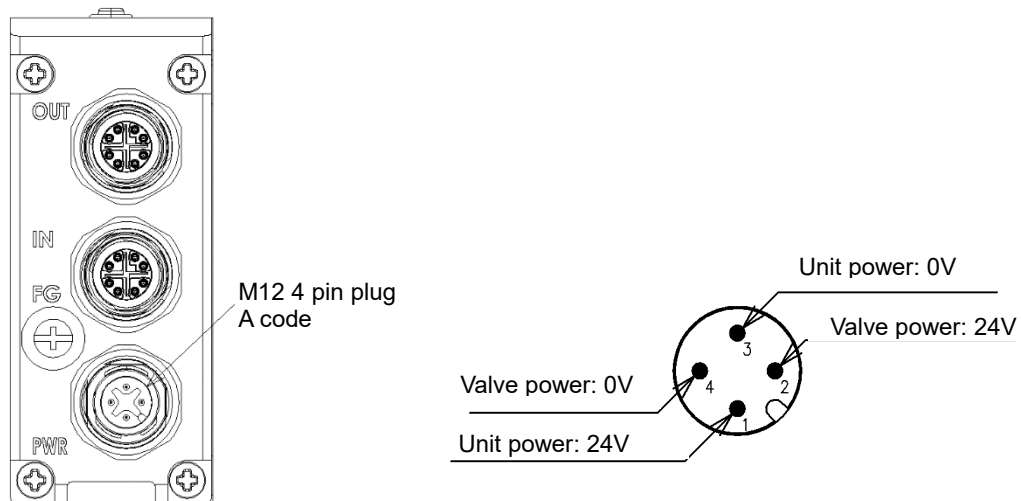 OUT
IN
FG
M12 4 pin plug
A code
PWR
Unit power: 0V
Valve power: 24V
Valve power: 0V
Unit power: 24V
3
4
2
1